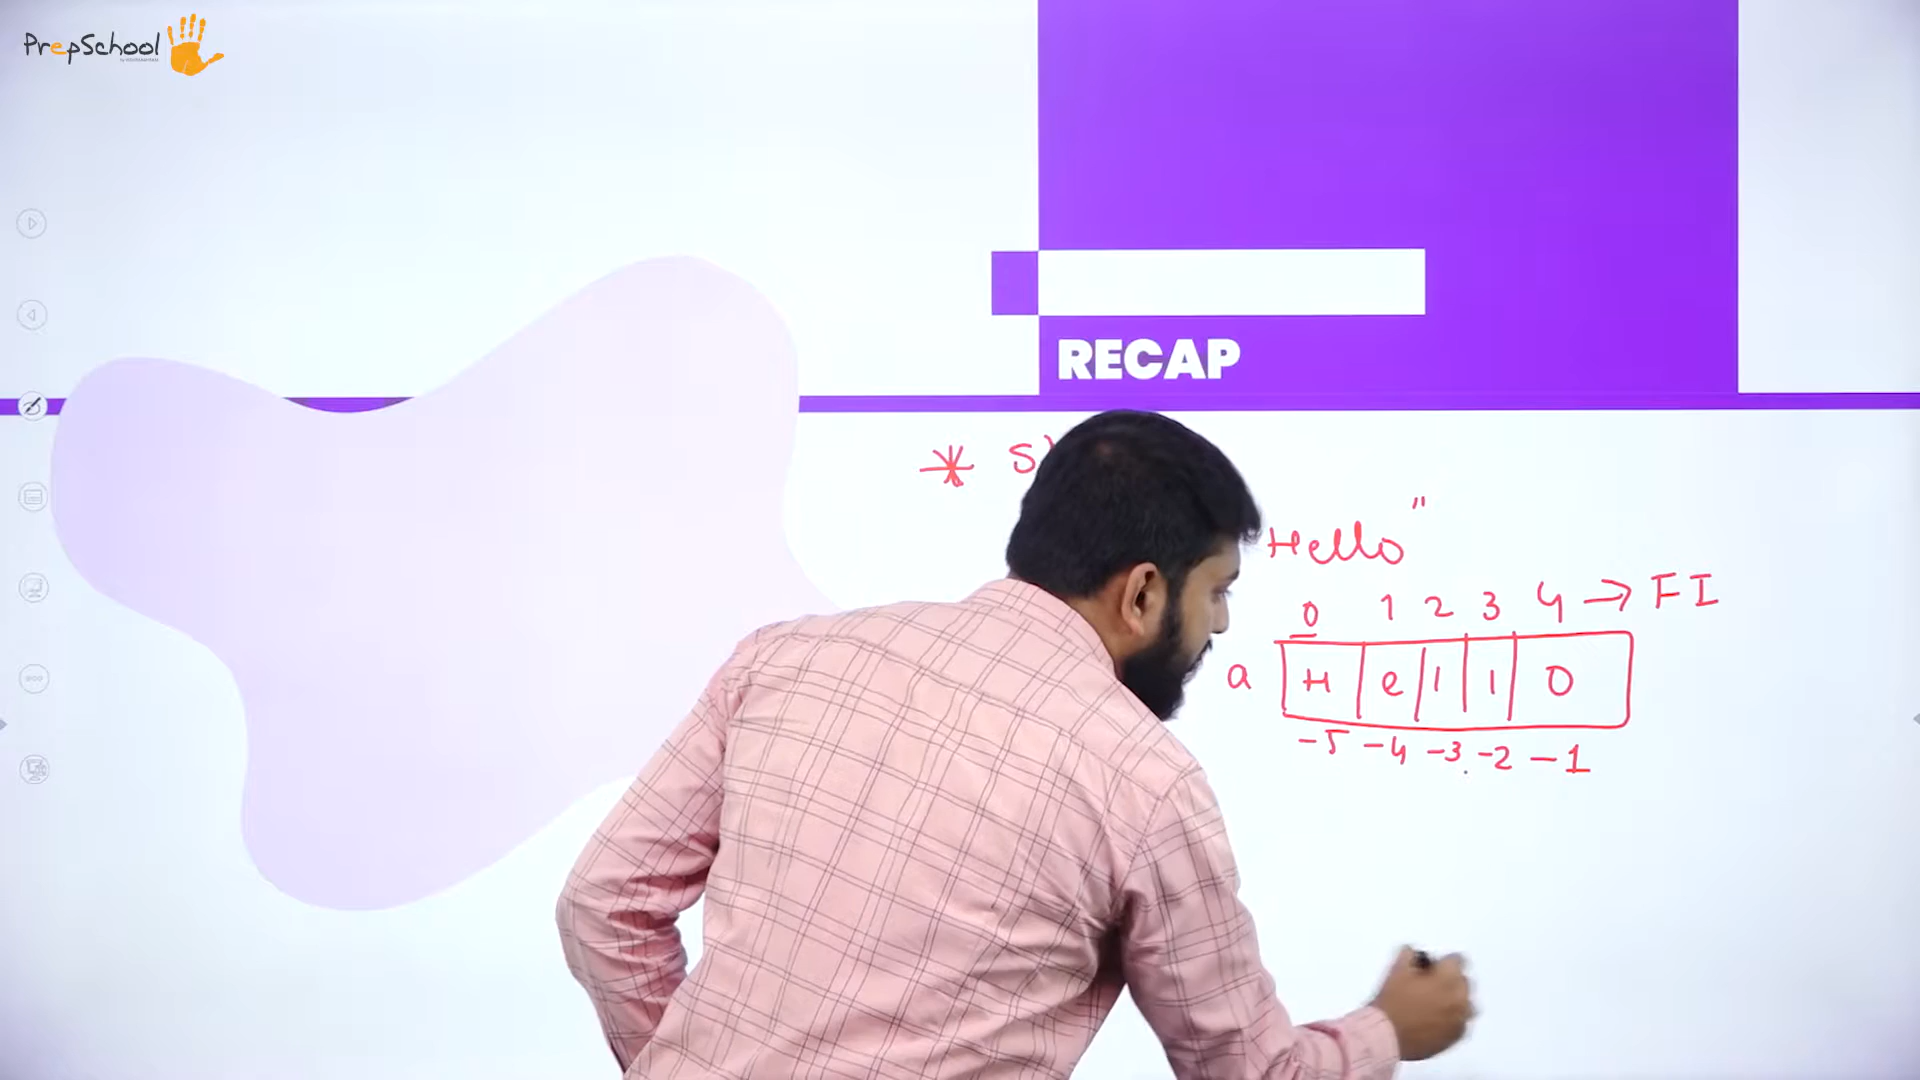 PrepSchool
RECAP
*
Hello"
0 1 2 3 4 → FI
a H e l l o
-5 -4 -3 -2 -1